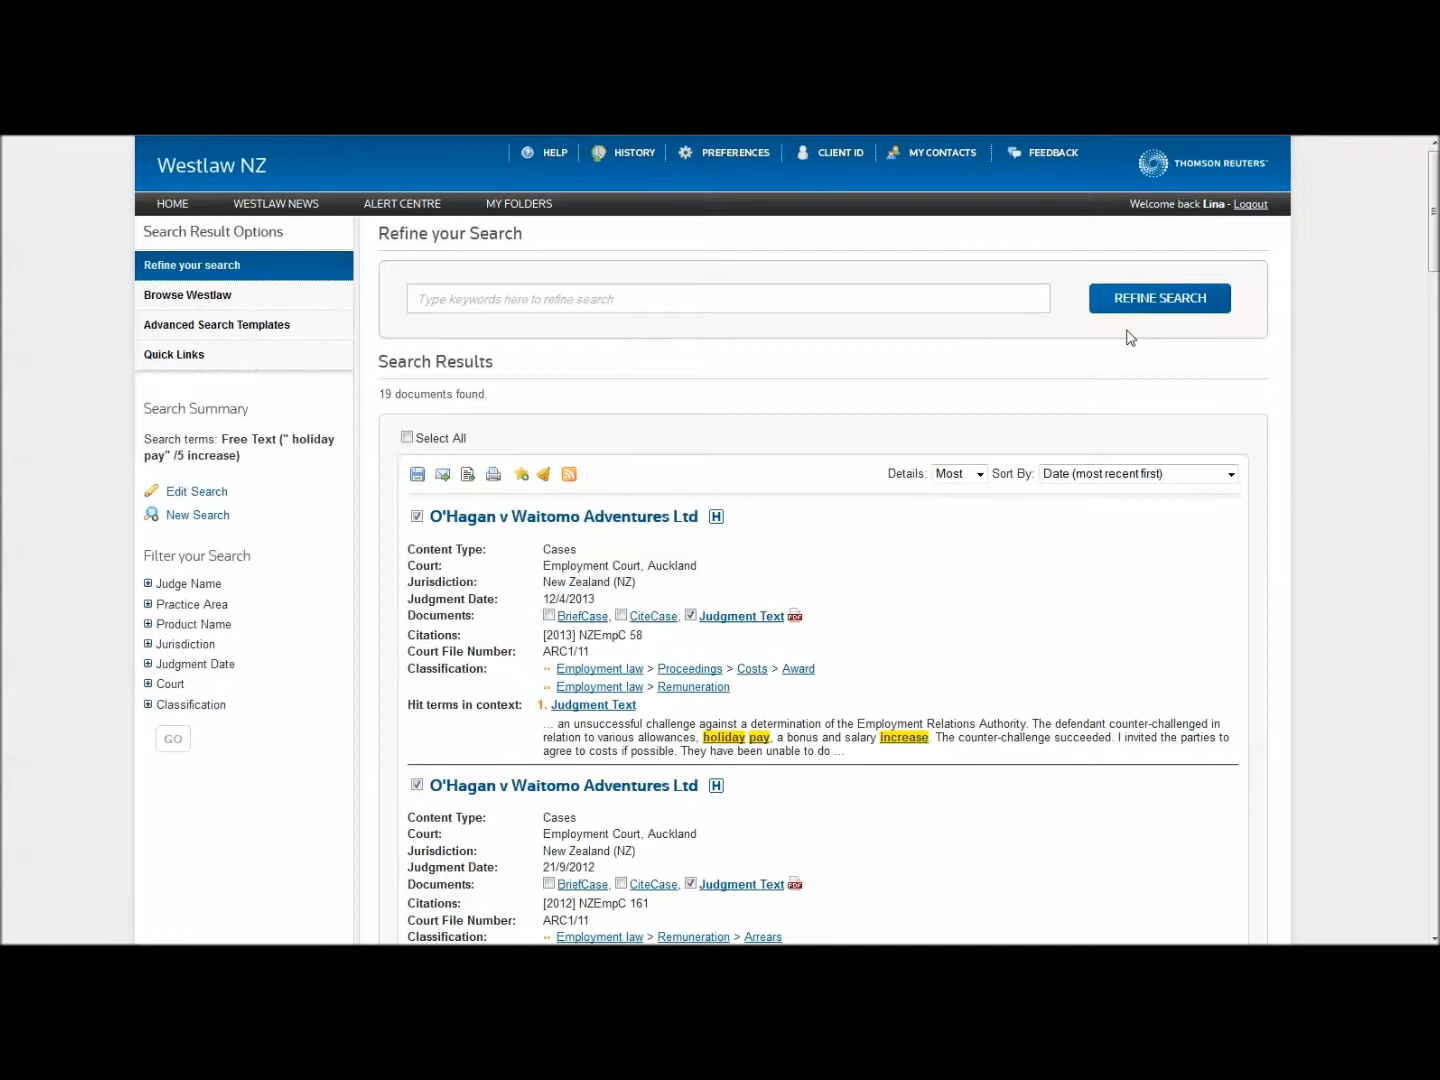 HELP HISTORY PREFERENCES CLIENT ID MY CONTACTS FEEDBACK
Westlaw NZ
THOMSON REUTERS
HOME WESTLAW NEWS ALERT CENTRE MY FOLDERS
Welcome back Lina - Logout
Search Result Options
Refine your search
Browse Westlaw
Advanced Search Templates
Quick Links
Search Summary
Search terms: Free Text (" holiday
pay" /5 increase)
Edit Search
New Search
Filter your Search
Judge Name
Practice Area
Product Name
Jurisdiction
Judgment Date
Court
Classification
GO
Refine your Search
Type keywords here to refine search
REFINE SEARCH
Search Results
19 documents found.
Select All
Details: Most Sort By: Date (most recent first)
O'Hagan v Waitomo Adventures Ltd H
Content Type: Cases
Court: Employment Court, Auckland
Jurisdiction: New Zealand (NZ)
Judgment Date: 12/4/2013
Documents: BriefCase, CiteCase, Judgment Text PDF
Citations: [2013] NZEmpC 58
Court File Number: ARC1/11
Classification: Employment law > Proceedings > Costs > Award
Employment law > Remuneration
Hit terms in context: 1. Judgment Text
... an unsuccessful challenge against a determination of the Employment Relations Authority. The defendant counter-challenged in
relation to various allowances, holiday pay, a bonus and salary increase. The counter-challenge succeeded. I invited the parties to
agree to costs if possible. They have been unable to do ...
O'Hagan v Waitomo Adventures Ltd H
Content Type: Cases
Court: Employment Court, Auckland
Jurisdiction: New Zealand (NZ)
Judgment Date: 21/9/2012
Documents: BriefCase, CiteCase, Judgment Text PDF
Citations: [2012] NZEmpC 161
Court File Number: ARC1/11
Classification: Employment law > Remuneration > Arrears